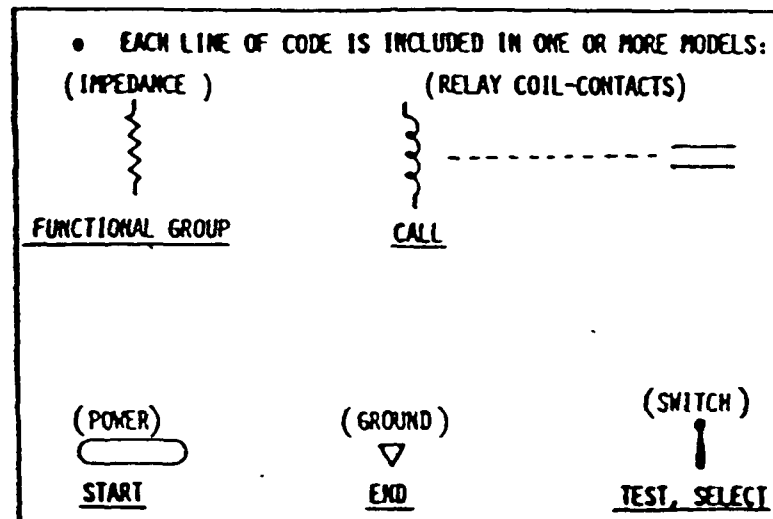 • EACH LINE OF CODE IS INCLUDED IN ONE OR MORE MODELS:
(IMPEDANCE ) (RELAY COIL-CONTACTS)
FUNCTIONAL GROUP CALL
(POWER) (GROUND) (SWITCH)
START END TEST, SELECT